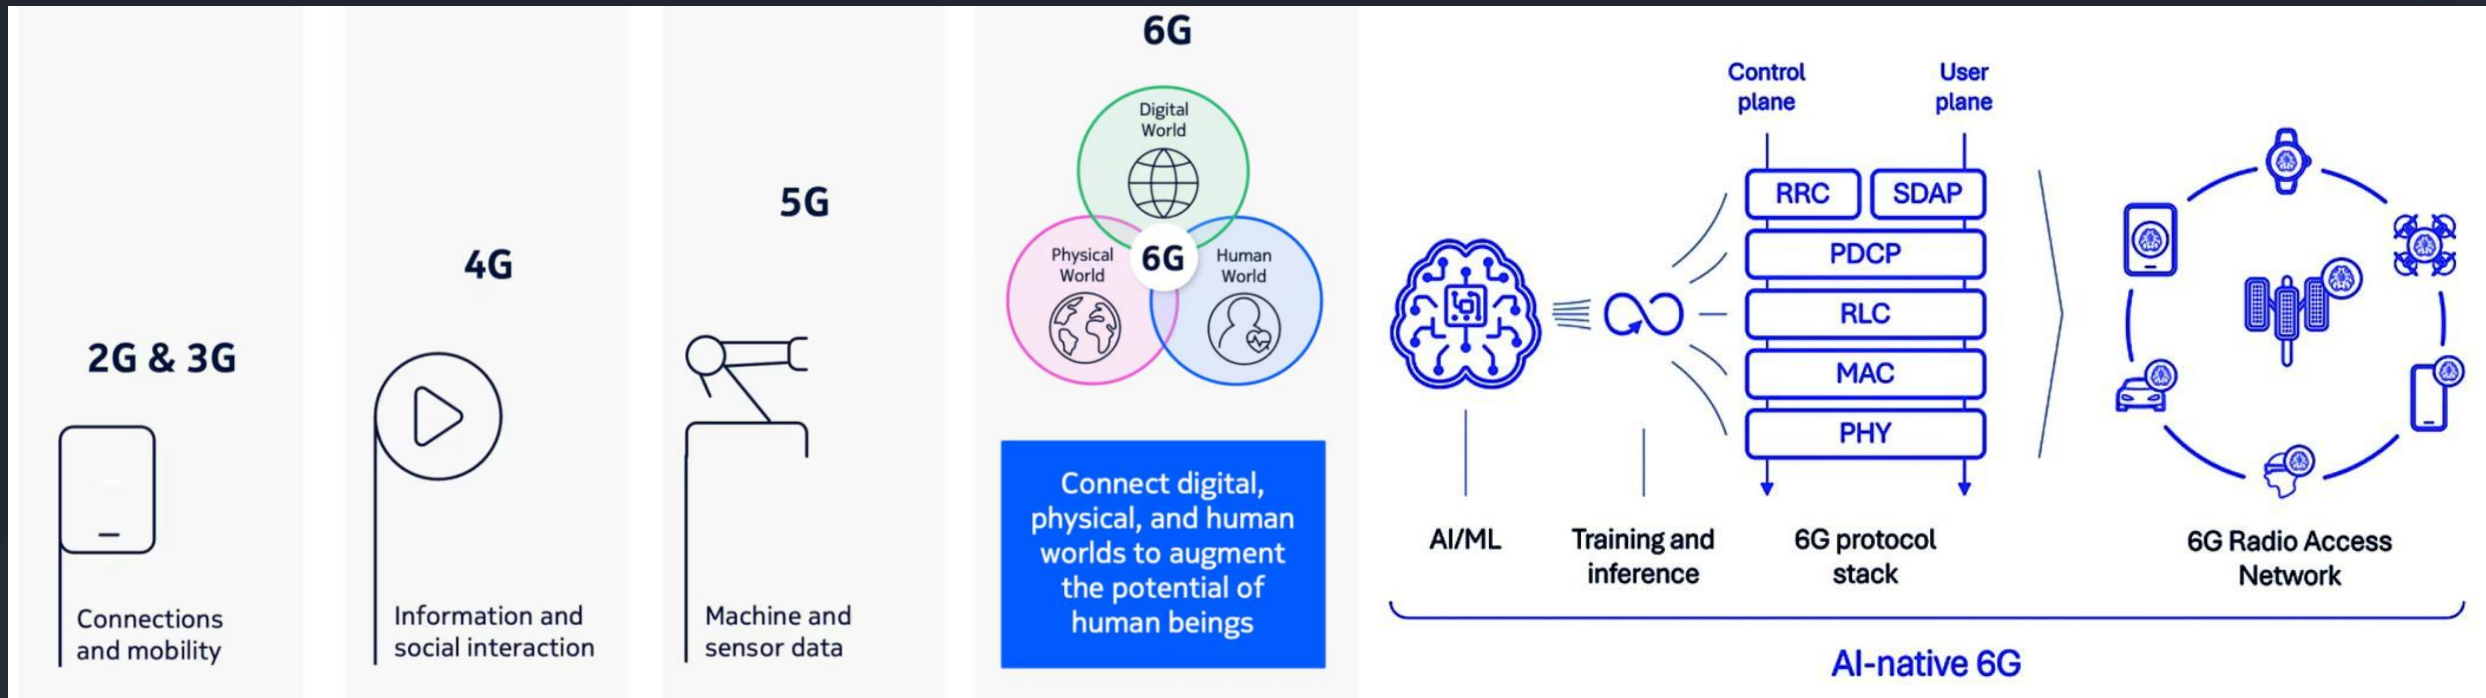 2G & 3G
Connections
and mobility
4G
Information and
social interaction
5G
Machine and
sensor data
6G
Digital
World
Physical
World
6G
Human
World
Connect digital,
physical, and human
worlds to augment
the potential of
human beings
Control
plane
User
plane
RRC
SDAP
PDCP
RLC
MAC
PHY
AI/ML
Training and
inference
6G protocol
stack
6G Radio Access
Network
AI-native 6G